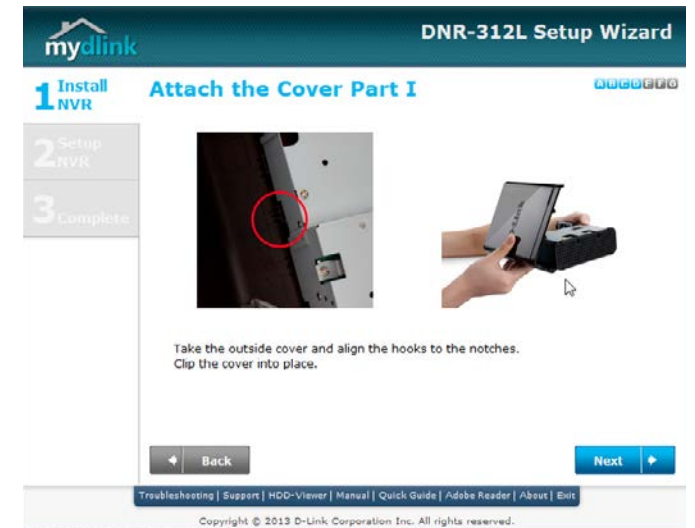 mydlink
DNR-312L Setup Wizard
1 Install NVR
2 Setup NVR
3 Complete
Attach the Cover Part I
A B C D E F G
D-Link
Take the outside cover and align the hooks to the notches.
Clip the cover into place.
Back
Next
Troubleshooting | Support | HDD-Viewer | Manual | Quick Guide | Adobe Reader | About | Exit
Copyright © 2013 D-Link Corporation Inc. All rights reserved.